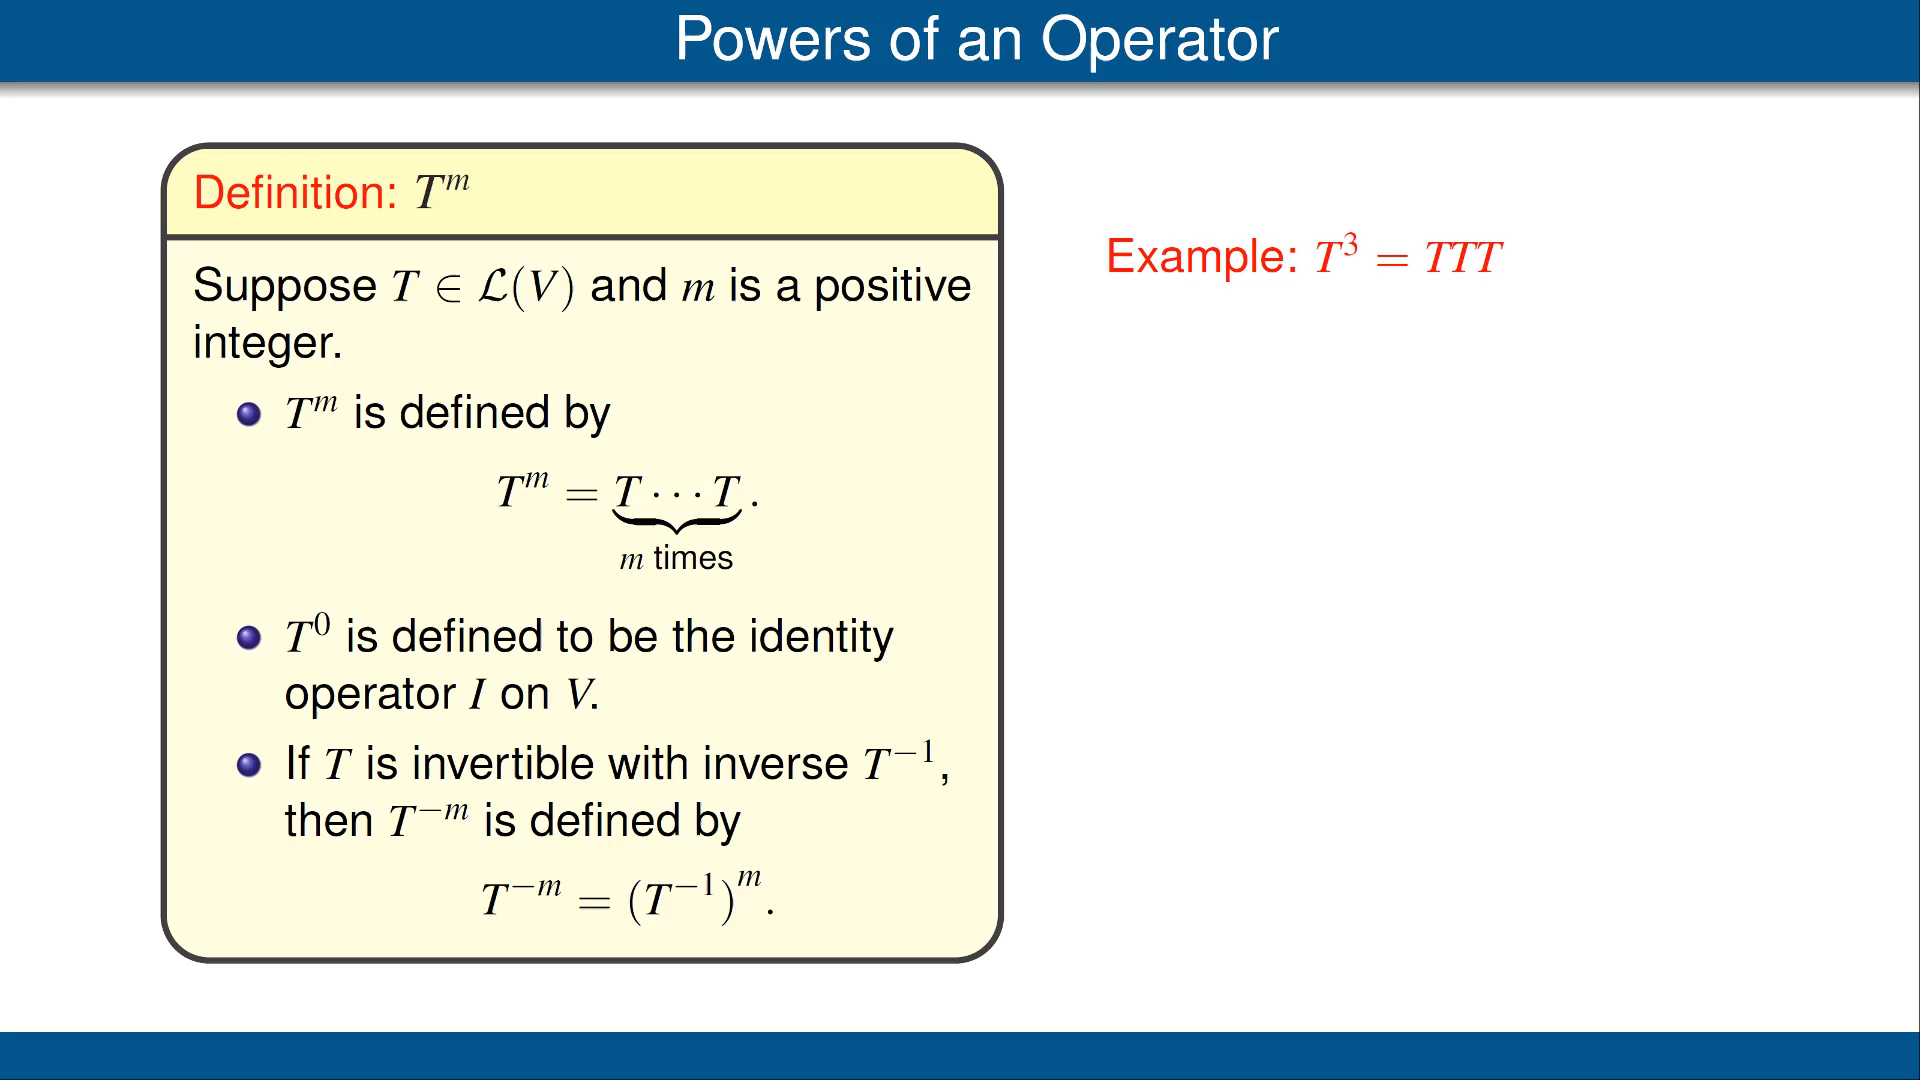 Powers of an Operator
Definition: T^m
Suppose T ∈ ℒ(V) and m is a positive
integer.
T^m is defined by
T^m = T ··· T.
m times
T^0 is defined to be the identity
operator I on V.
If T is invertible with inverse T^−1,
then T^−m is defined by
T^−m = (T^−1)^m.
Example: T^3 = TTT